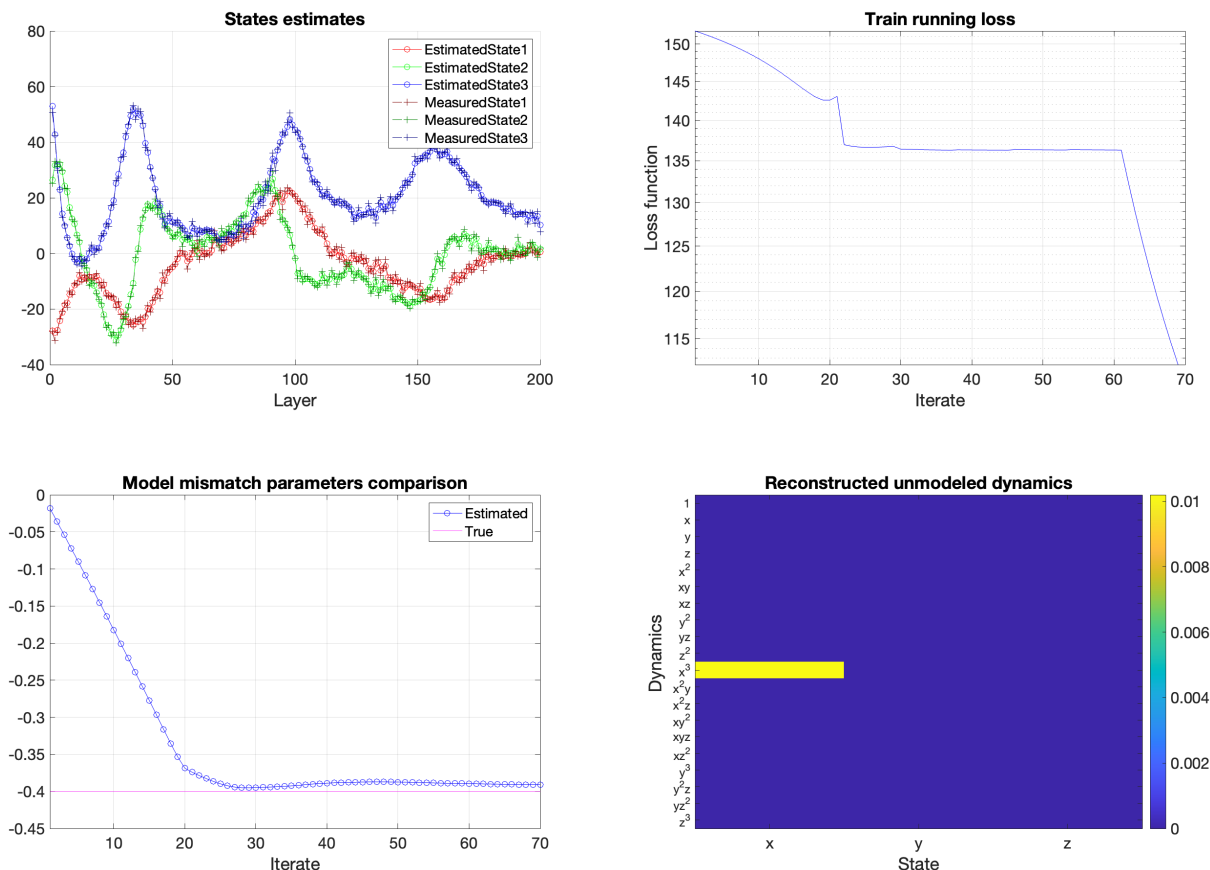 States estimates
80
60
40
20
0
-20
-40
0
50
100
150
200
Layer
EstimatedState1
EstimatedState2
EstimatedState3
MeasuredState1
MeasuredState2
MeasuredState3
Train running loss
Loss function
150
145
140
135
130
125
120
115
10
20
30
40
50
60
70
Iterate
Model mismatch parameters comparison
0
-0.05
-0.1
-0.15
-0.2
-0.25
-0.3
-0.35
-0.4
-0.45
10
20
30
40
50
60
70
Iterate
Estimated
True
Reconstructed unmodeled dynamics
Dynamics
1
x
y
z
x²
xy
xz
y²
yz
z²
x³
x²y
x²z
xy²
xyz
xz²
y³
y²z
yz²
z³
x
y
z
State
0.01
0.008
0.006
0.004
0.002
0